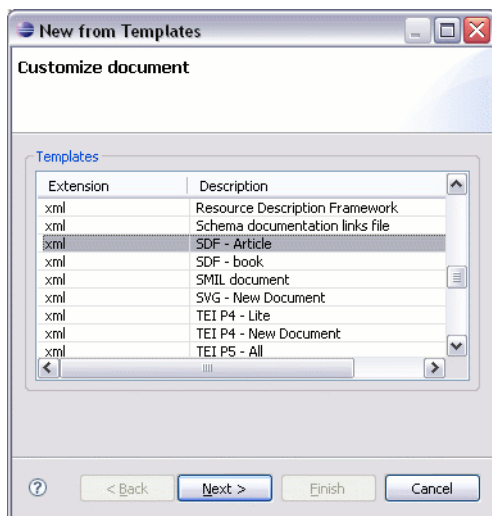 New from Templates
Customize document
Templates
Extension Description
xml Resource Description Framework
xml Schema documentation links file
xml SDF - Article
xml SDF - book
xml SMIL document
xml SVG - New Document
xml TEI P4 - Lite
xml TEI P4 - New Document
xml TEI P5 - All
? < Back Next > Finish Cancel